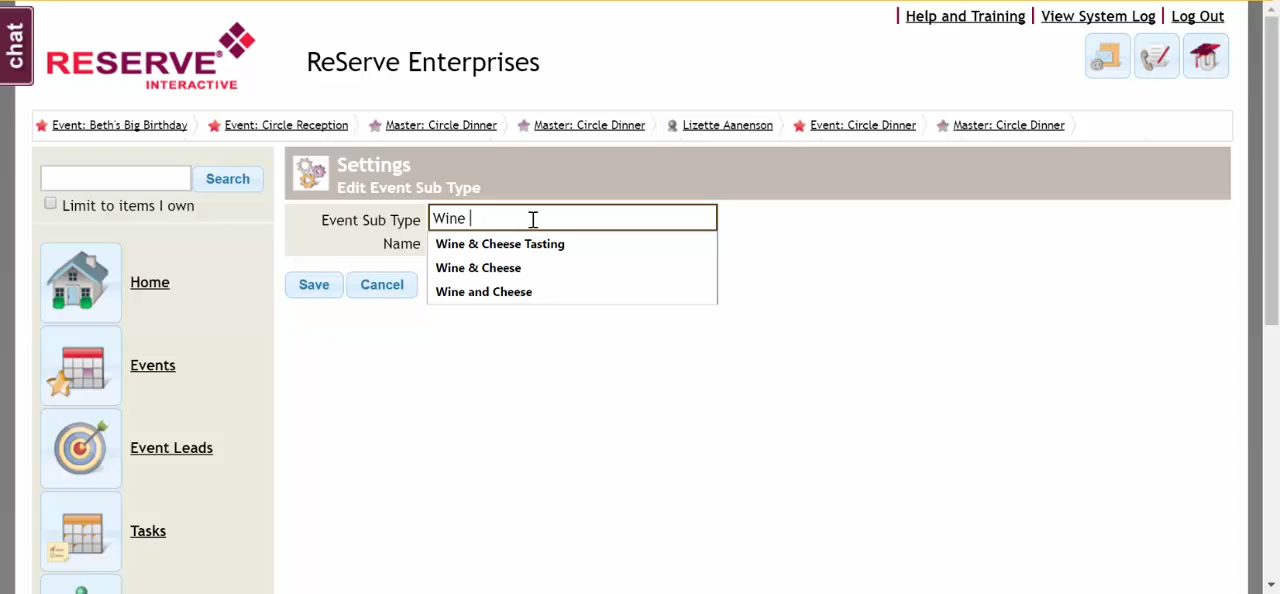 chat
Help and Training
View System Log
Log Out
RESERVE®
INTERACTIVE
ReServe Enterprises
Event: Beth's Big Birthday
Event: Circle Reception
Master: Circle Dinner
Master: Circle Dinner
Lizette Aanenson
Event: Circle Dinner
Master: Circle Dinner
Search
Limit to items I own
Home
Events
Event Leads
Tasks
Settings
Edit Event Sub Type
Event Sub Type
Name
Wine
Wine & Cheese Tasting
Wine & Cheese
Wine and Cheese
Save
Cancel